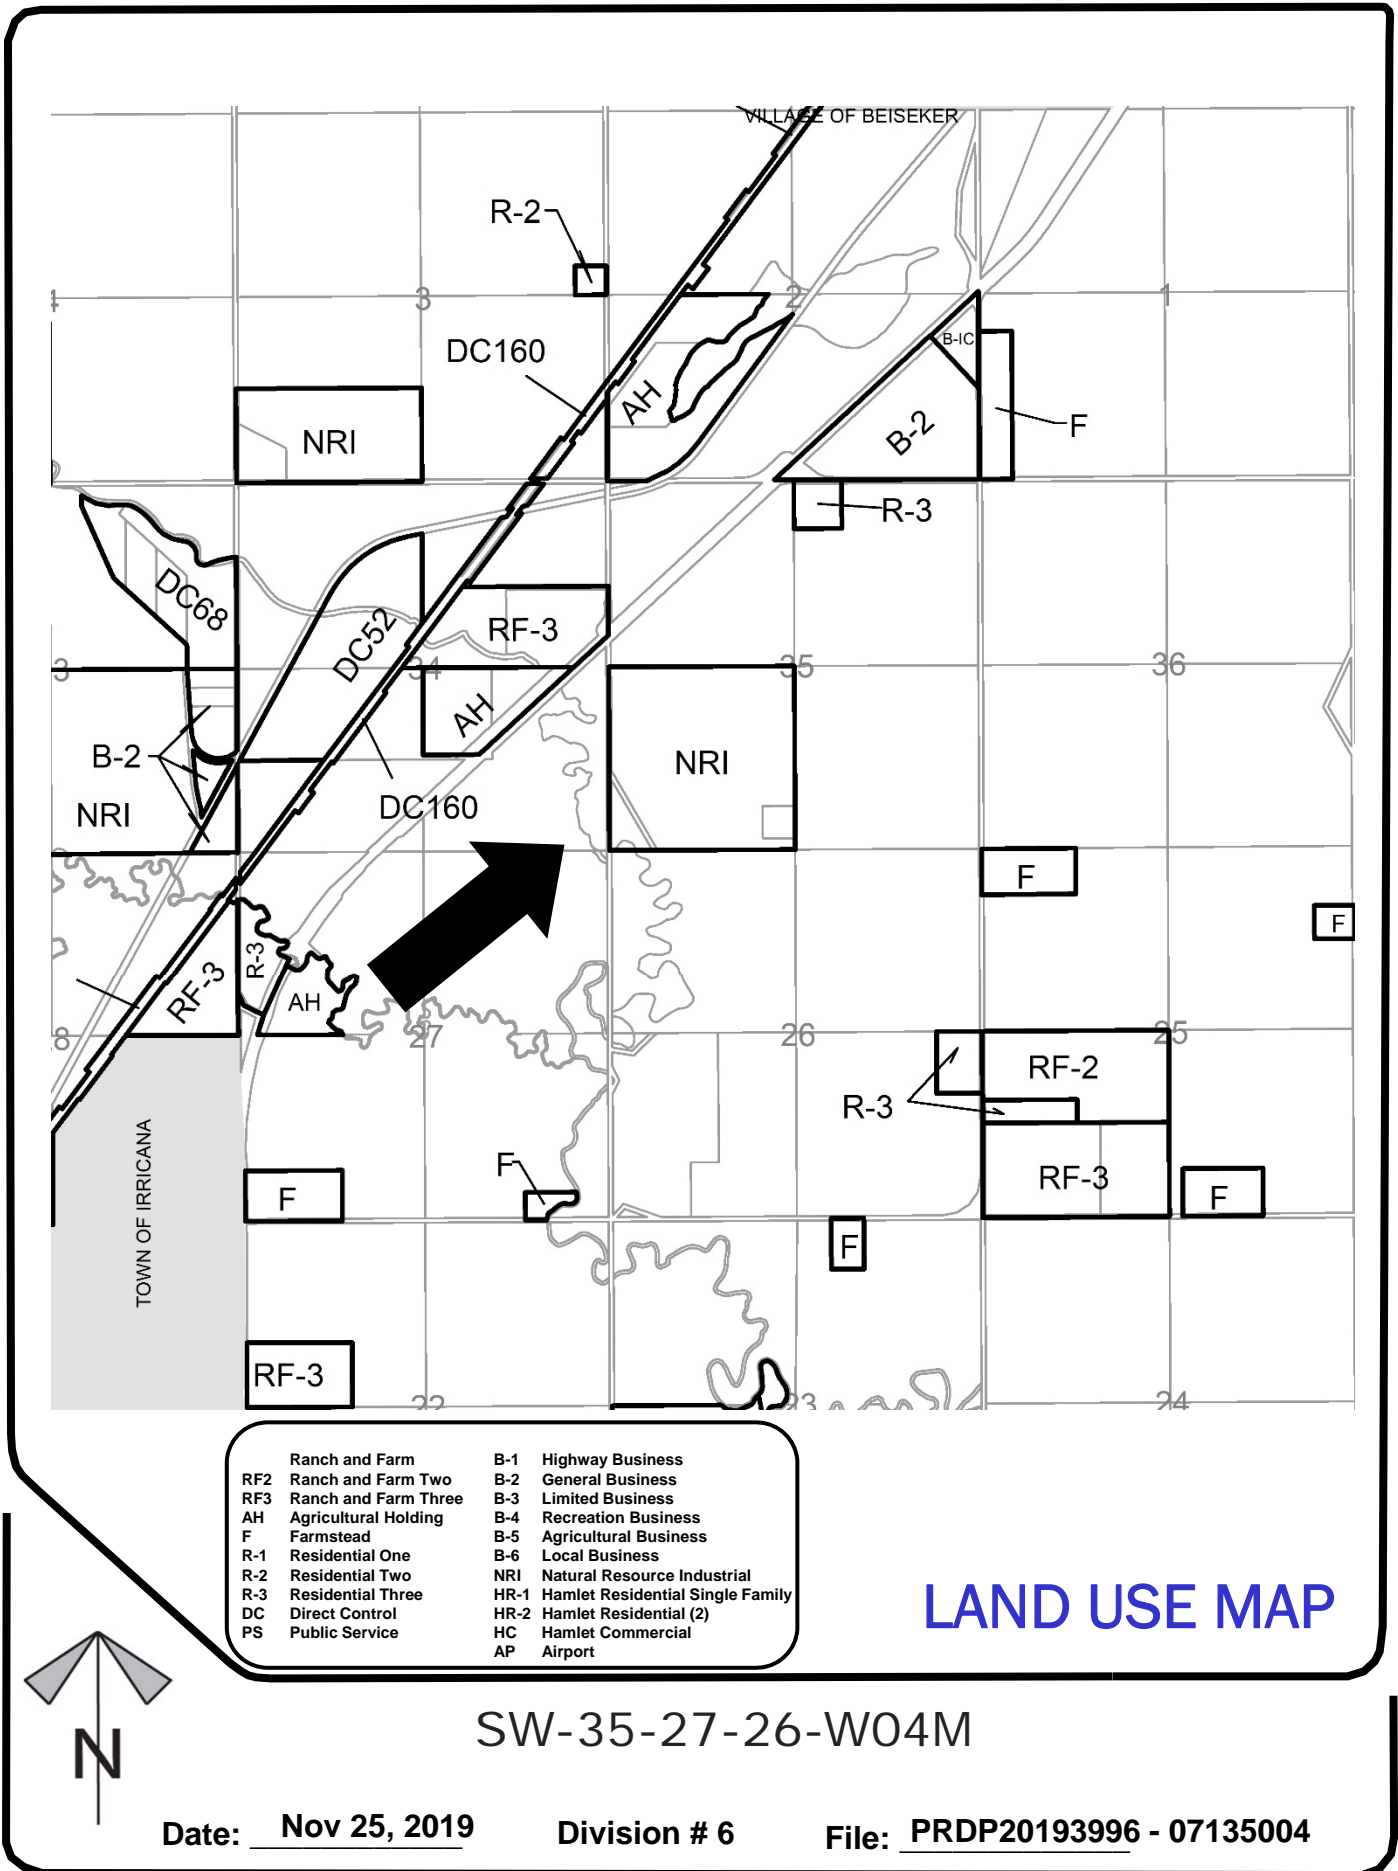 VILLAGE OF BEISEKER
R-2
3
2
1
DC160
B-IC
AH
NRI
B-2
F
R-3
DC68
DC52
RF-3
3
34
35
36
AH
B-2
NRI
NRI
DC160
F
F
R-3
RF-3
AH
8
27
26
25
RF-2
R-3
RF-3
TOWN OF IRRICANA
F
F
F
F
RF-3
22
23
24
Ranch and Farm
RF2 Ranch and Farm Two
RF3 Ranch and Farm Three
AH Agricultural Holding
F Farmstead
R-1 Residential One
R-2 Residential Two
R-3 Residential Three
DC Direct Control
PS Public Service
B-1 Highway Business
B-2 General Business
B-3 Limited Business
B-4 Recreation Business
B-5 Agricultural Business
B-6 Local Business
NRI Natural Resource Industrial
HR-1 Hamlet Residential Single Family
HR-2 Hamlet Residential (2)
HC Hamlet Commercial
AP Airport
LAND USE MAP
N
SW-35-27-26-W04M
Date: Nov 25, 2019 Division # 6 File: PRDP20193996 - 07135004